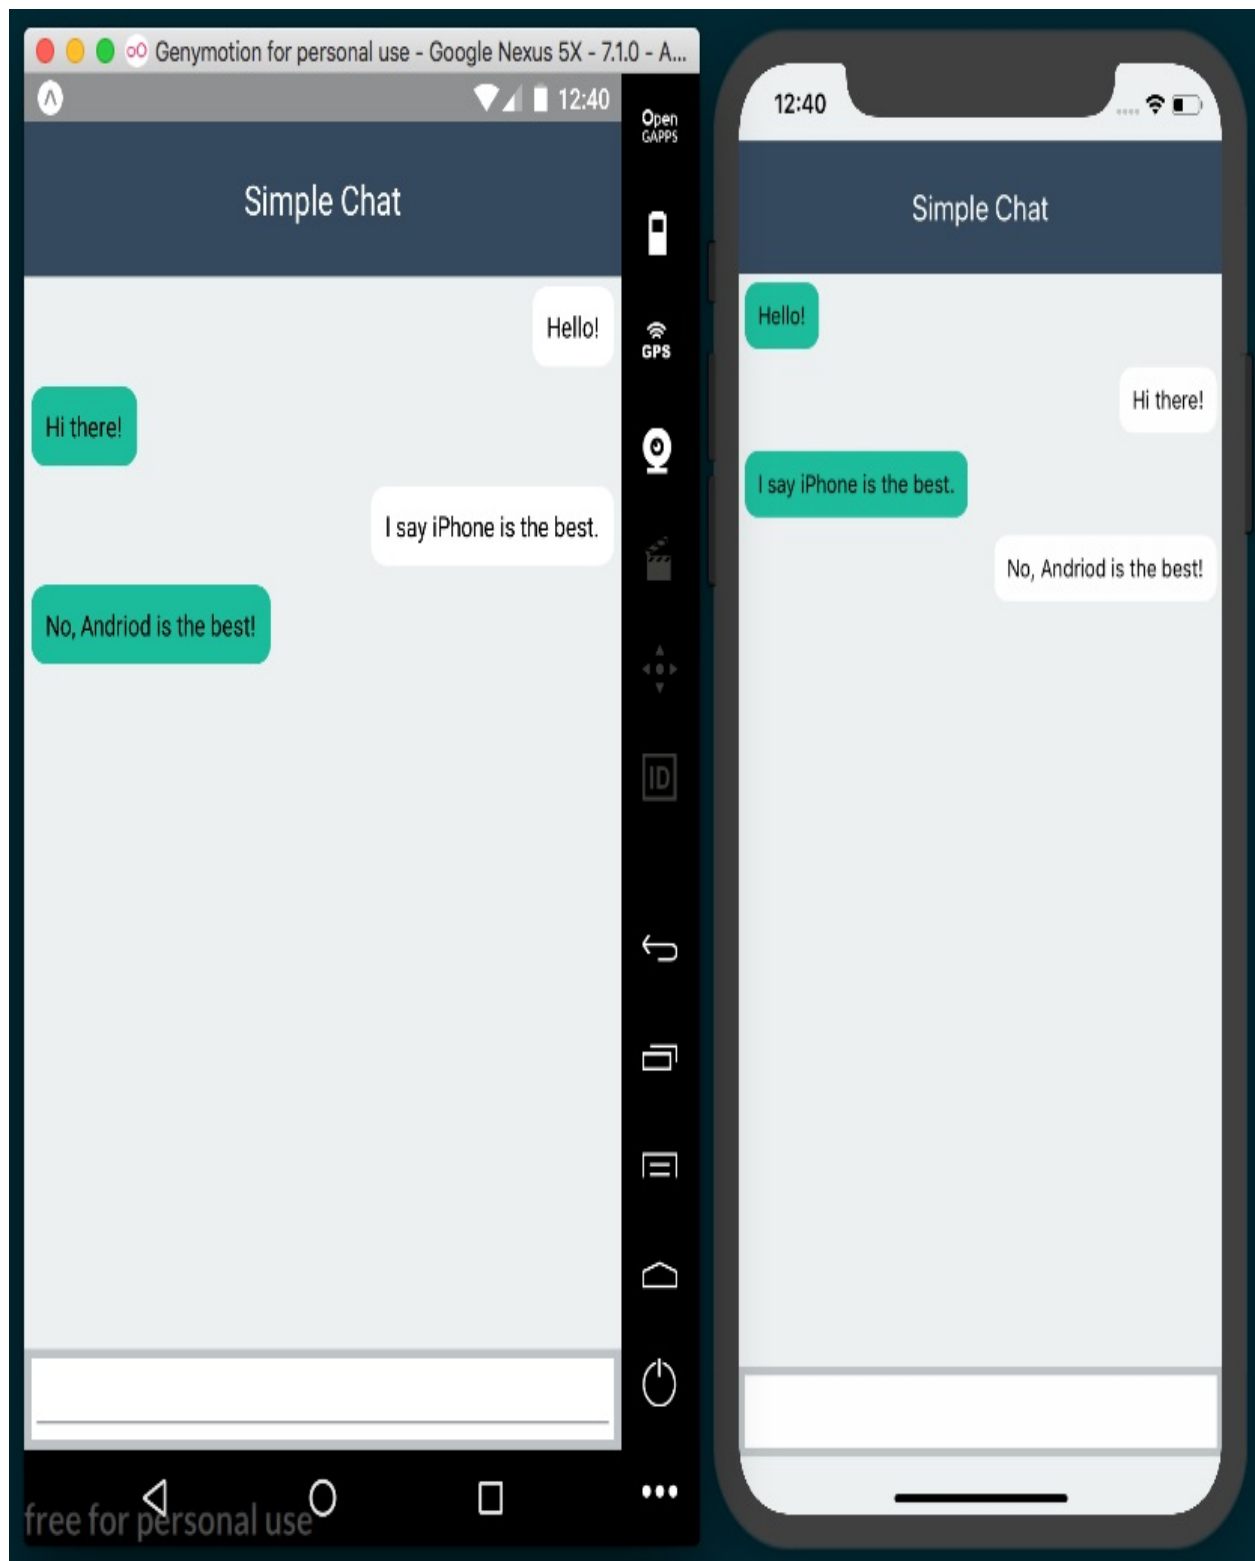 Genymotion for personal use - Google Nexus 5X - 7.1.0 - A...
12:40
Simple Chat
Hello!
Hi there!
I say iPhone is the best.
No, Andriod is the best!
Open
GAPPS
GPS
ID
free for personal use
12:40
Simple Chat
Hello!
Hi there!
I say iPhone is the best.
No, Andriod is the best!